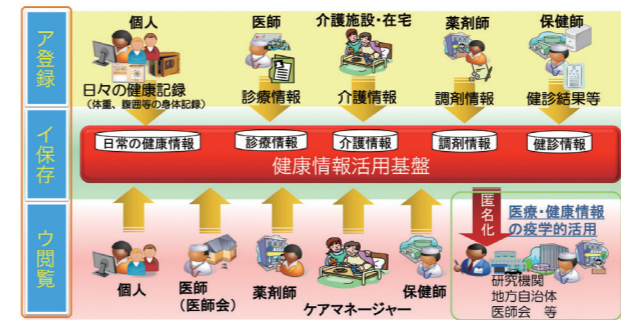 ア登録
個人
医師
介護施設・在宅
薬剤師
保健師
日々の健康記録
(体重、腹囲等の身体記録)
診療情報
介護情報
調剤情報
健診結果等
イ保存
日常の健康情報
診療情報
介護情報
調剤情報
健診情報
健康情報活用基盤
ウ閲覧
個人
医師
(医師会)
薬剤師
ケアマネージャー
保健師
匿名化
医療・健康情報
の疫学的活用
研究機関
地方自治体
医師会 等